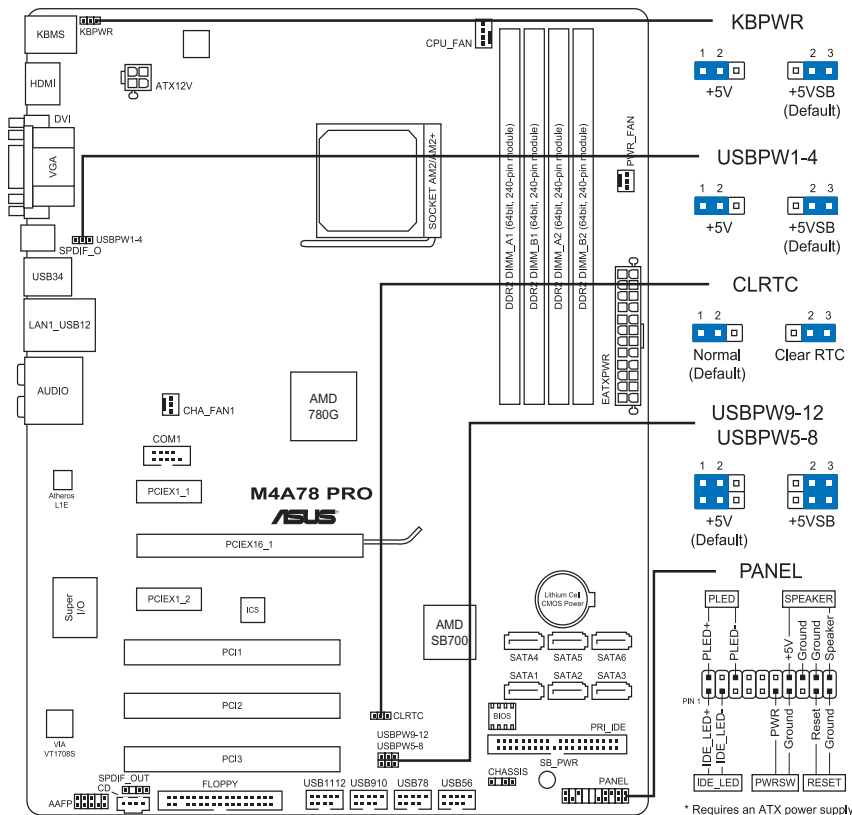 KBMS
KBPWR
CPU_FAN
KBPWR
1 2
2 3
+5V
+5VSB
(Default)
HDMI
ATX12V
DVI
VGA
SOCKET AM2/AM2+
DDR2 DIMM_A1 (64bit, 240-pin module)
DDR2 DIMM_B1 (64bit, 240-pin module)
DDR2 DIMM_A2 (64bit, 240-pin module)
DDR2 DIMM_B2 (64bit, 240-pin module)
PWR_FAN
USBPW1-4
1 2
2 3
+5V
+5VSB
(Default)
USBPW1-4
SPDIF_O
USB34
LAN1_USB12
EATXPWR
CLRTC
1 2
2 3
Normal
(Default)
Clear RTC
AUDIO
CHA_FAN1
AMD
780G
USBPW9-12
USBPW5-8
1 2
2 3
+5V
(Default)
+5VSB
COM1
Atheros
L1E
PCIEX1_1
M4A78 PRO
ASUS
PCIEX16_1
Super
I/O
PCIEX1_2
ICS
AMD
SB700
Lithium Cell
CMOS Power
PCI1
SATA4
SATA5
SATA6
SATA1
SATA2
SATA3
PCI2
CLRTC
BIOS
PRI_IDE
VIA
VT1708S
USBPW9-12
USBPW5-8
PCI3
SB_PWR
CHASSIS
PANEL
SPDIF_OUT
CD
AAFP
FLOPPY
USB1112
USB910
USB78
USB56
PANEL
PLED
SPEAKER
PLED+
PLED-
+5V
Ground
Ground
Speaker
PIN 1
IDE_LED+
IDE_LED-
PWR
Ground
Reset
Ground
IDE_LED
PWRSW
RESET
* Requires an ATX power supply